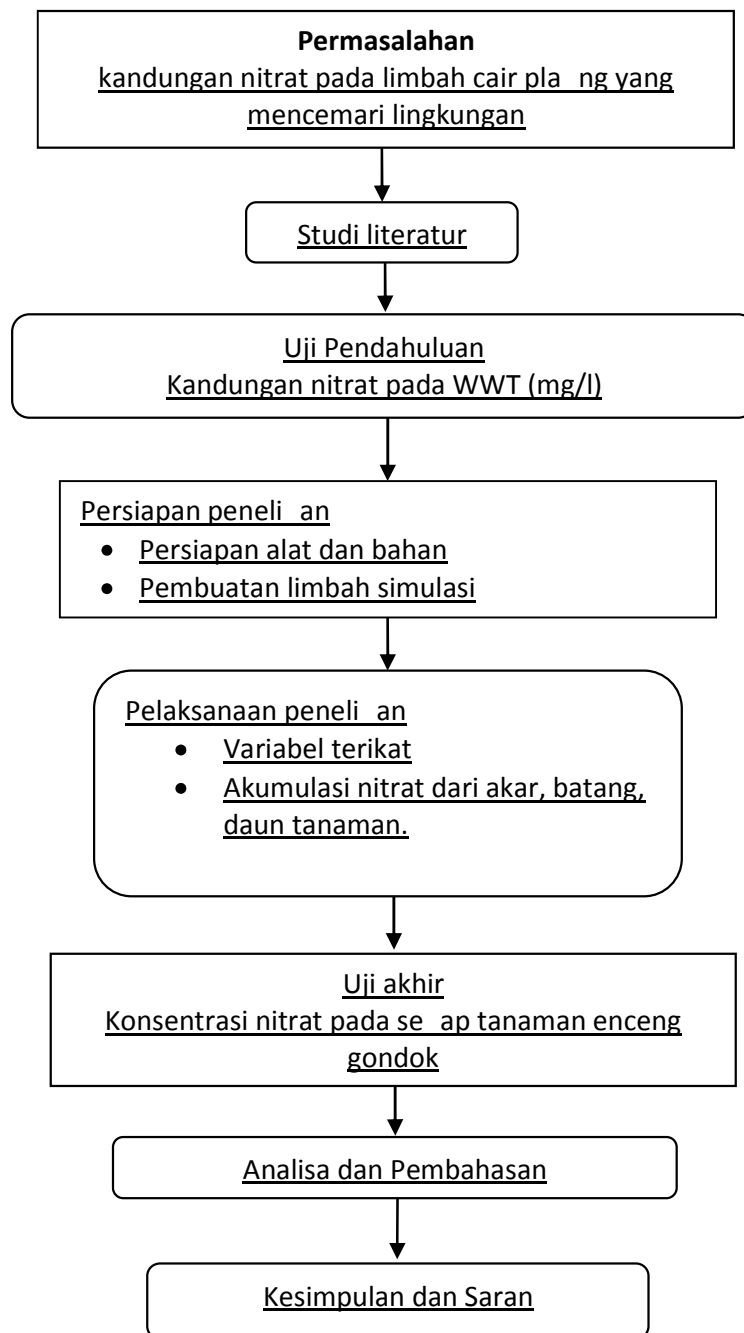 Permasalahan
kandungan nitrat pada limbah cair pla ng yang
mencemari lingkungan
Studi literatur
Uji Pendahuluan
Kandungan nitrat pada WWT (mg/l)
Persiapan peneli an
• Persiapan alat dan bahan
• Pembuatan limbah simulasi
Pelaksanaan peneli an
• Variabel terikat
• Akumulasi nitrat dari akar, batang,
daun tanaman.
Uji akhir
Konsentrasi nitrat pada se ap tanaman enceng
gondok
Analisa dan Pembahasan
Kesimpulan dan Saran